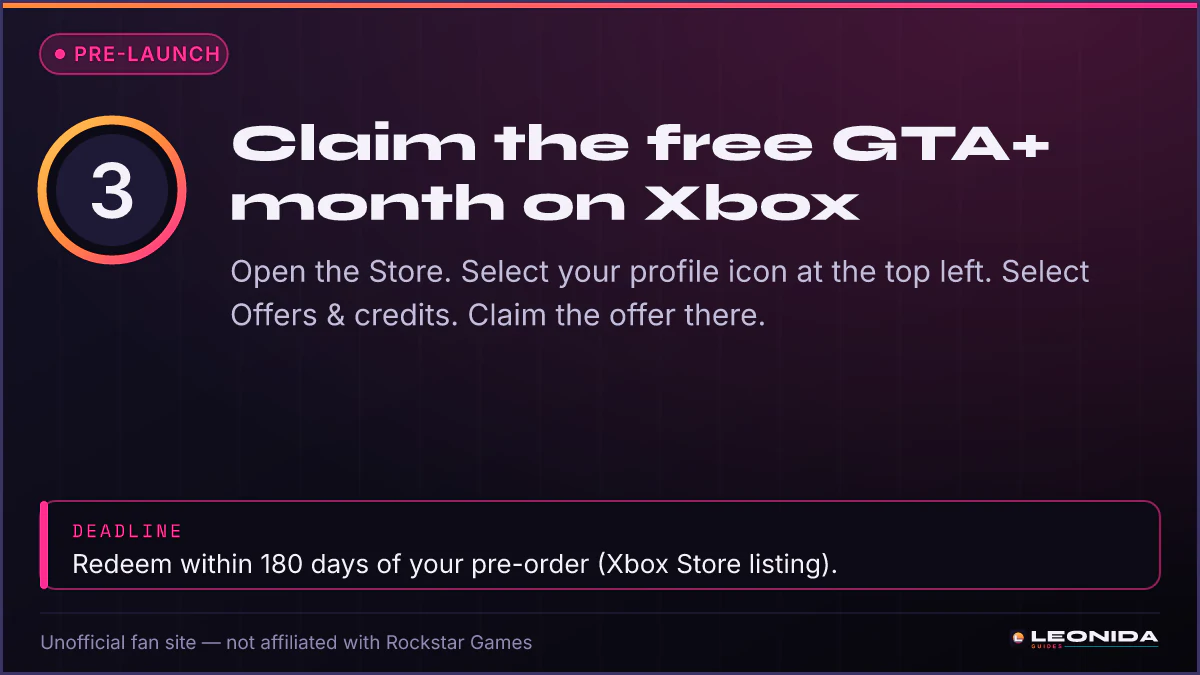 PRE-LAUNCH
3
Claim the free GTA+
month on Xbox
Open the Store. Select your profile icon at the top left. Select
Offers & credits. Claim the offer there.
DEADLINE
Redeem within 180 days of your pre-order (Xbox Store listing).
Unofficial fan site — not affiliated with Rockstar Games
LEONIDA
GUIDES